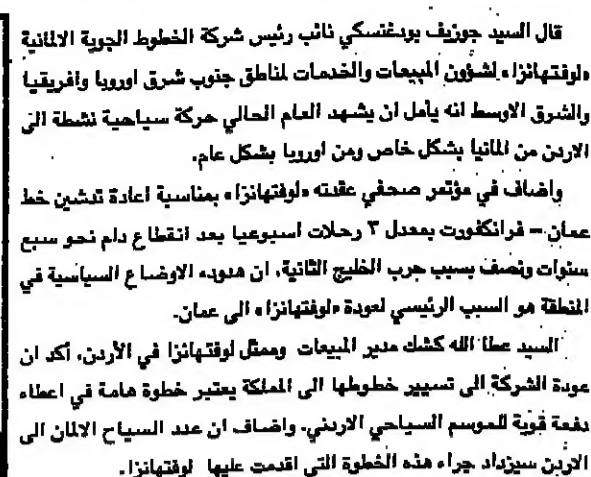 قال السيد جوزيف بودغنسكي نائب رئيس شركة الخطوط الجوية الالمانية
«لوفتهانزا» لشؤون المبيعات والخدمات لمناطق جنوب شرق اوروبا وافريقيا
والشرق الاوسط انه يأمل ان يشهد العام الحالي حركة سياحية نشطة الى
الاردن من المانيا بشكل خاص ومن اوروبا بشكل عام.
واضاف في مؤتمر صحفي عقدته «لوفتهانزا» بمناسبة اعادة تدشين خط
عمان – فرانكفورت بمعدل ٣ رحلات اسبوعيا بعد انقطاع دام نحو سبع
سنوات ونصف بسبب حرب الخليج الثانية، ان هدوء الاوضاع السياسية في
المنطقة هو السبب الرئيسي لعودة «لوفتهانزا» الى عمان.
السيد عطا الله كشك مدير المبيعات وممثل لوفتهانزا في الأردن، أكد ان
عودة الشركة الى تسيير خطوطها الى المملكة يعتبر خطوة هامة في اعطاء
دفعة قوية للموسم السياحي الاردني. واضاف ان عدد السياح الالمان الى
الاردن سيزداد جراء هذه الخطوة التي اقدمت عليها لوفتهانزا.